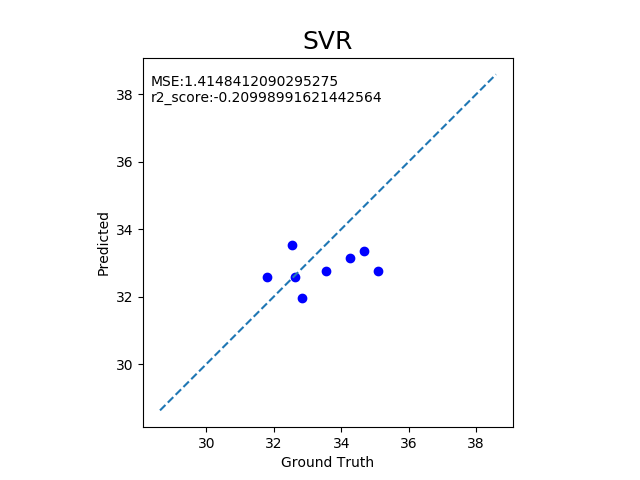 SVR
MSE:1.4148412090295275
r2_score:-0.20998991621442564
38
36
34
32
30
Predicted
30 32 34 36 38
Ground Truth